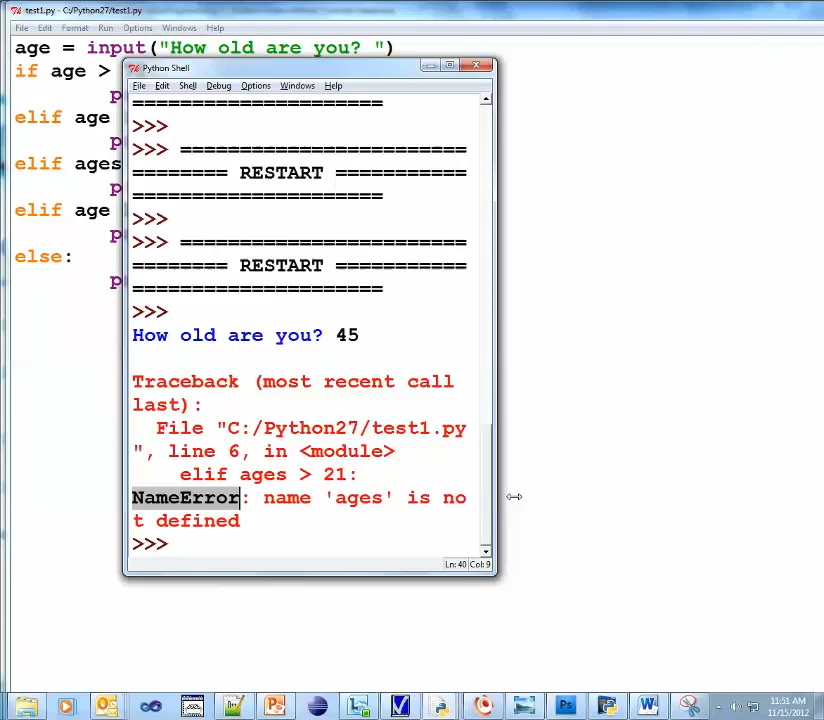 test1.py - C:/Python27/test1.py
File Edit Format Run Options Windows Help
age = input("How old are you? ")
if age >
p
elif age
p
elif ages
p
elif age
p
else:
p
Python Shell
File Edit Shell Debug Options Windows Help
=====================
>>>
>>> =========================
======== RESTART ===========
=====================
>>>
>>> =========================
======== RESTART ===========
=====================
>>>
How old are you? 45
Traceback (most recent call
last):
File "C:/Python27/test1.py
", line 6, in <module>
elif ages > 21:
NameError: name 'ages' is no
t defined
>>>
Ln: 40 Col: 9
Ps
W
11:51 AM
11/15/2012